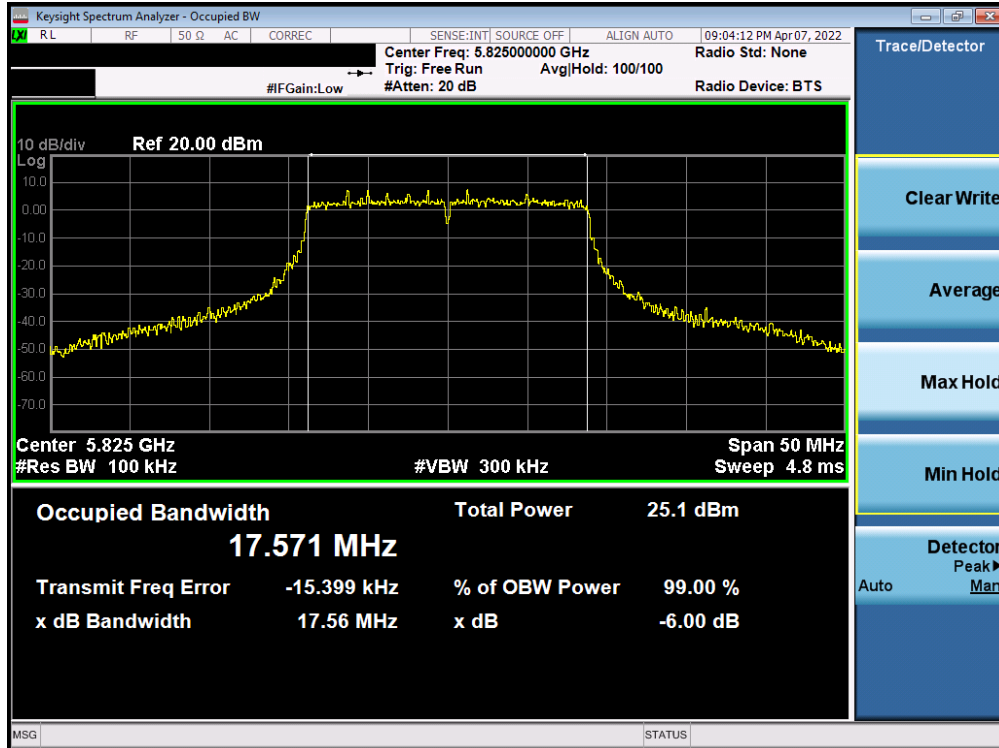 Keysight Spectrum Analyzer - Occupied BW
LXI RL RF 50 Ω AC CORREC SENSE:INT SOURCE OFF ALIGN AUTO 09:04:12 PM Apr 07, 2022
Center Freq: 5.825000000 GHz Radio Std: None
Trig: Free Run Avg|Hold: 100/100
#IFGain:Low #Atten: 20 dB Radio Device: BTS
Trace/Detector
10 dB/div Ref 20.00 dBm
Log
10.0
0.00
-10.0
-20.0
-30.0
-40.0
-50.0
-60.0
-70.0
Center 5.825 GHz Span 50 MHz
#Res BW 100 kHz #VBW 300 kHz Sweep 4.8 ms
Occupied Bandwidth Total Power 25.1 dBm
17.571 MHz
Transmit Freq Error -15.399 kHz % of OBW Power 99.00 %
x dB Bandwidth 17.56 MHz x dB -6.00 dB
Clear Write
Average
Max Hold
Min Hold
Detector
Peak
Auto Man
MSG STATUS